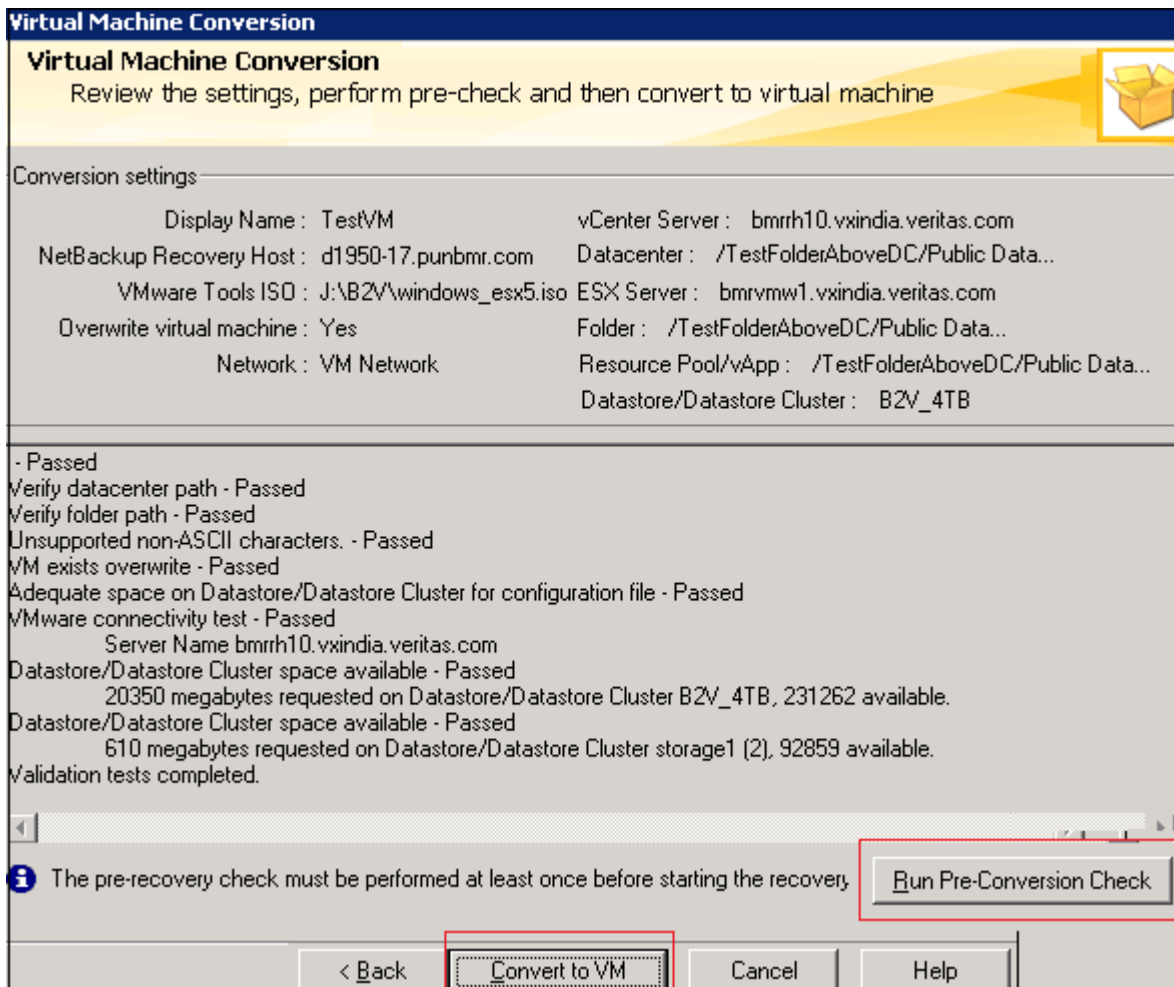 Virtual Machine Conversion
Virtual Machine Conversion
Review the settings, perform pre-check and then convert to virtual machine
Conversion settings
Display Name : TestVM
NetBackup Recovery Host : d1950-17.punbmr.com
VMware Tools ISO : J:\B2V\windows_esx5.iso
Overwrite virtual machine : Yes
Network : VM Network
vCenter Server : bmrrh10.vxindia.veritas.com
Datacenter : /TestFolderAboveDC/Public Data...
ESX Server : bmrvmw1.vxindia.veritas.com
Folder : /TestFolderAboveDC/Public Data...
Resource Pool/vApp : /TestFolderAboveDC/Public Data...
Datastore/Datastore Cluster : B2V_4TB
- Passed
Verify datacenter path - Passed
Verify folder path - Passed
Unsupported non-ASCII characters. - Passed
VM exists overwrite - Passed
Adequate space on Datastore/Datastore Cluster for configuration file - Passed
VMware connectivity test - Passed
Server Name bmrrh10.vxindia.veritas.com
Datastore/Datastore Cluster space available - Passed
20350 megabytes requested on Datastore/Datastore Cluster B2V_4TB, 231262 available.
Datastore/Datastore Cluster space available - Passed
610 megabytes requested on Datastore/Datastore Cluster storage1 (2), 92859 available.
Validation tests completed.
The pre-recovery check must be performed at least once before starting the recovery.
Run Pre-Conversion Check
< Back
Convert to VM
Cancel
Help